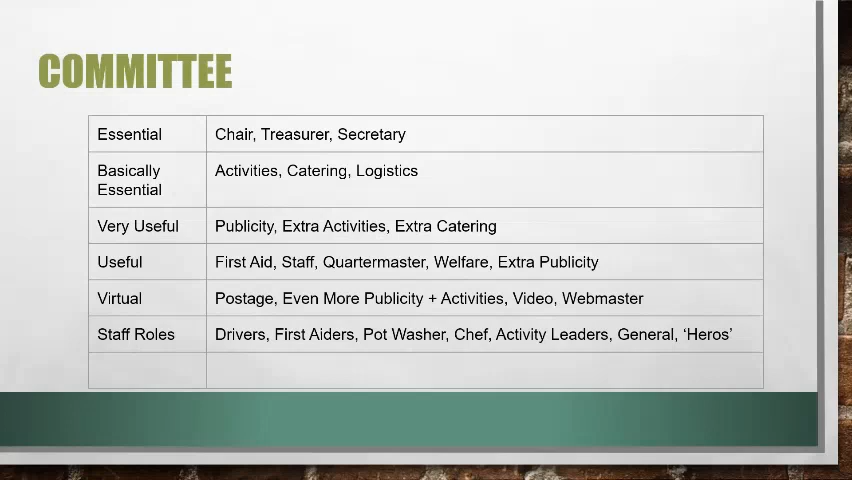 COMMITTEE
Essential Chair, Treasurer, Secretary
Basically Essential Activities, Catering, Logistics
Very Useful Publicity, Extra Activities, Extra Catering
Useful First Aid, Staff, Quartermaster, Welfare, Extra Publicity
Virtual Postage, Even More Publicity + Activities, Video, Webmaster
Staff Roles Drivers, First Aiders, Pot Washer, Chef, Activity Leaders, General, ‘Heros’